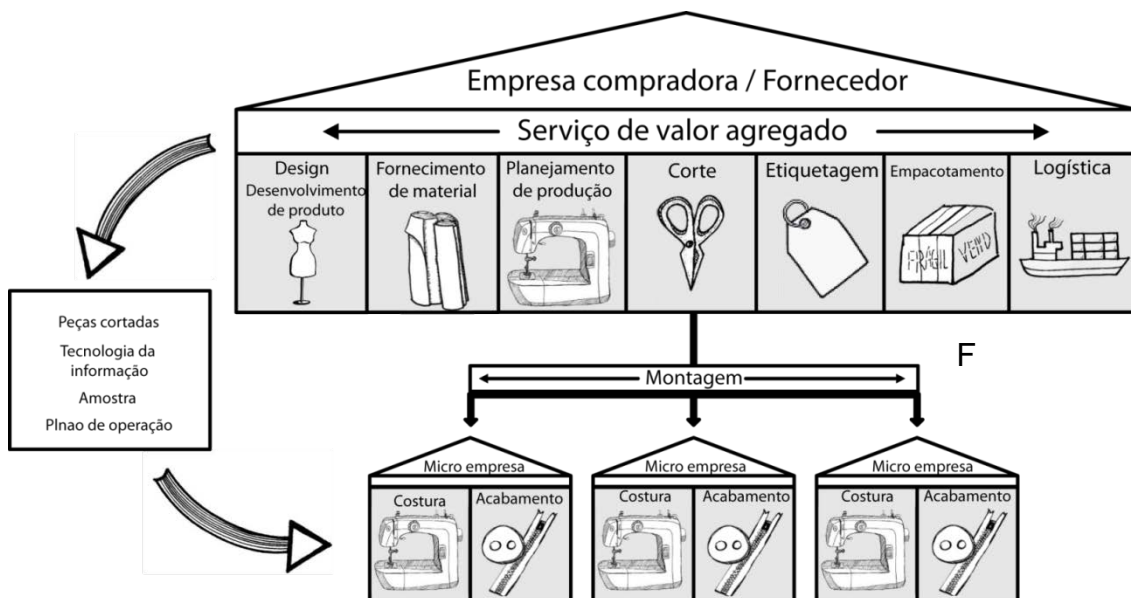 Empresa compradora / Fornecedor
Serviço de valor agregado
Design
Desenvolvimento
de produto
Fornecimento
de material
Planejamento
de produção
Corte
Etiquetagem
Empacotamento
Logística
FRÁGIL
VEND
Peças cortadas
Tecnologia da
informação
Amostra
Plnao de operação
F
Montagem
Micro empresa
Costura
Acabamento
Micro empresa
Costura
Acabamento
Micro empresa
Costura
Acabamento